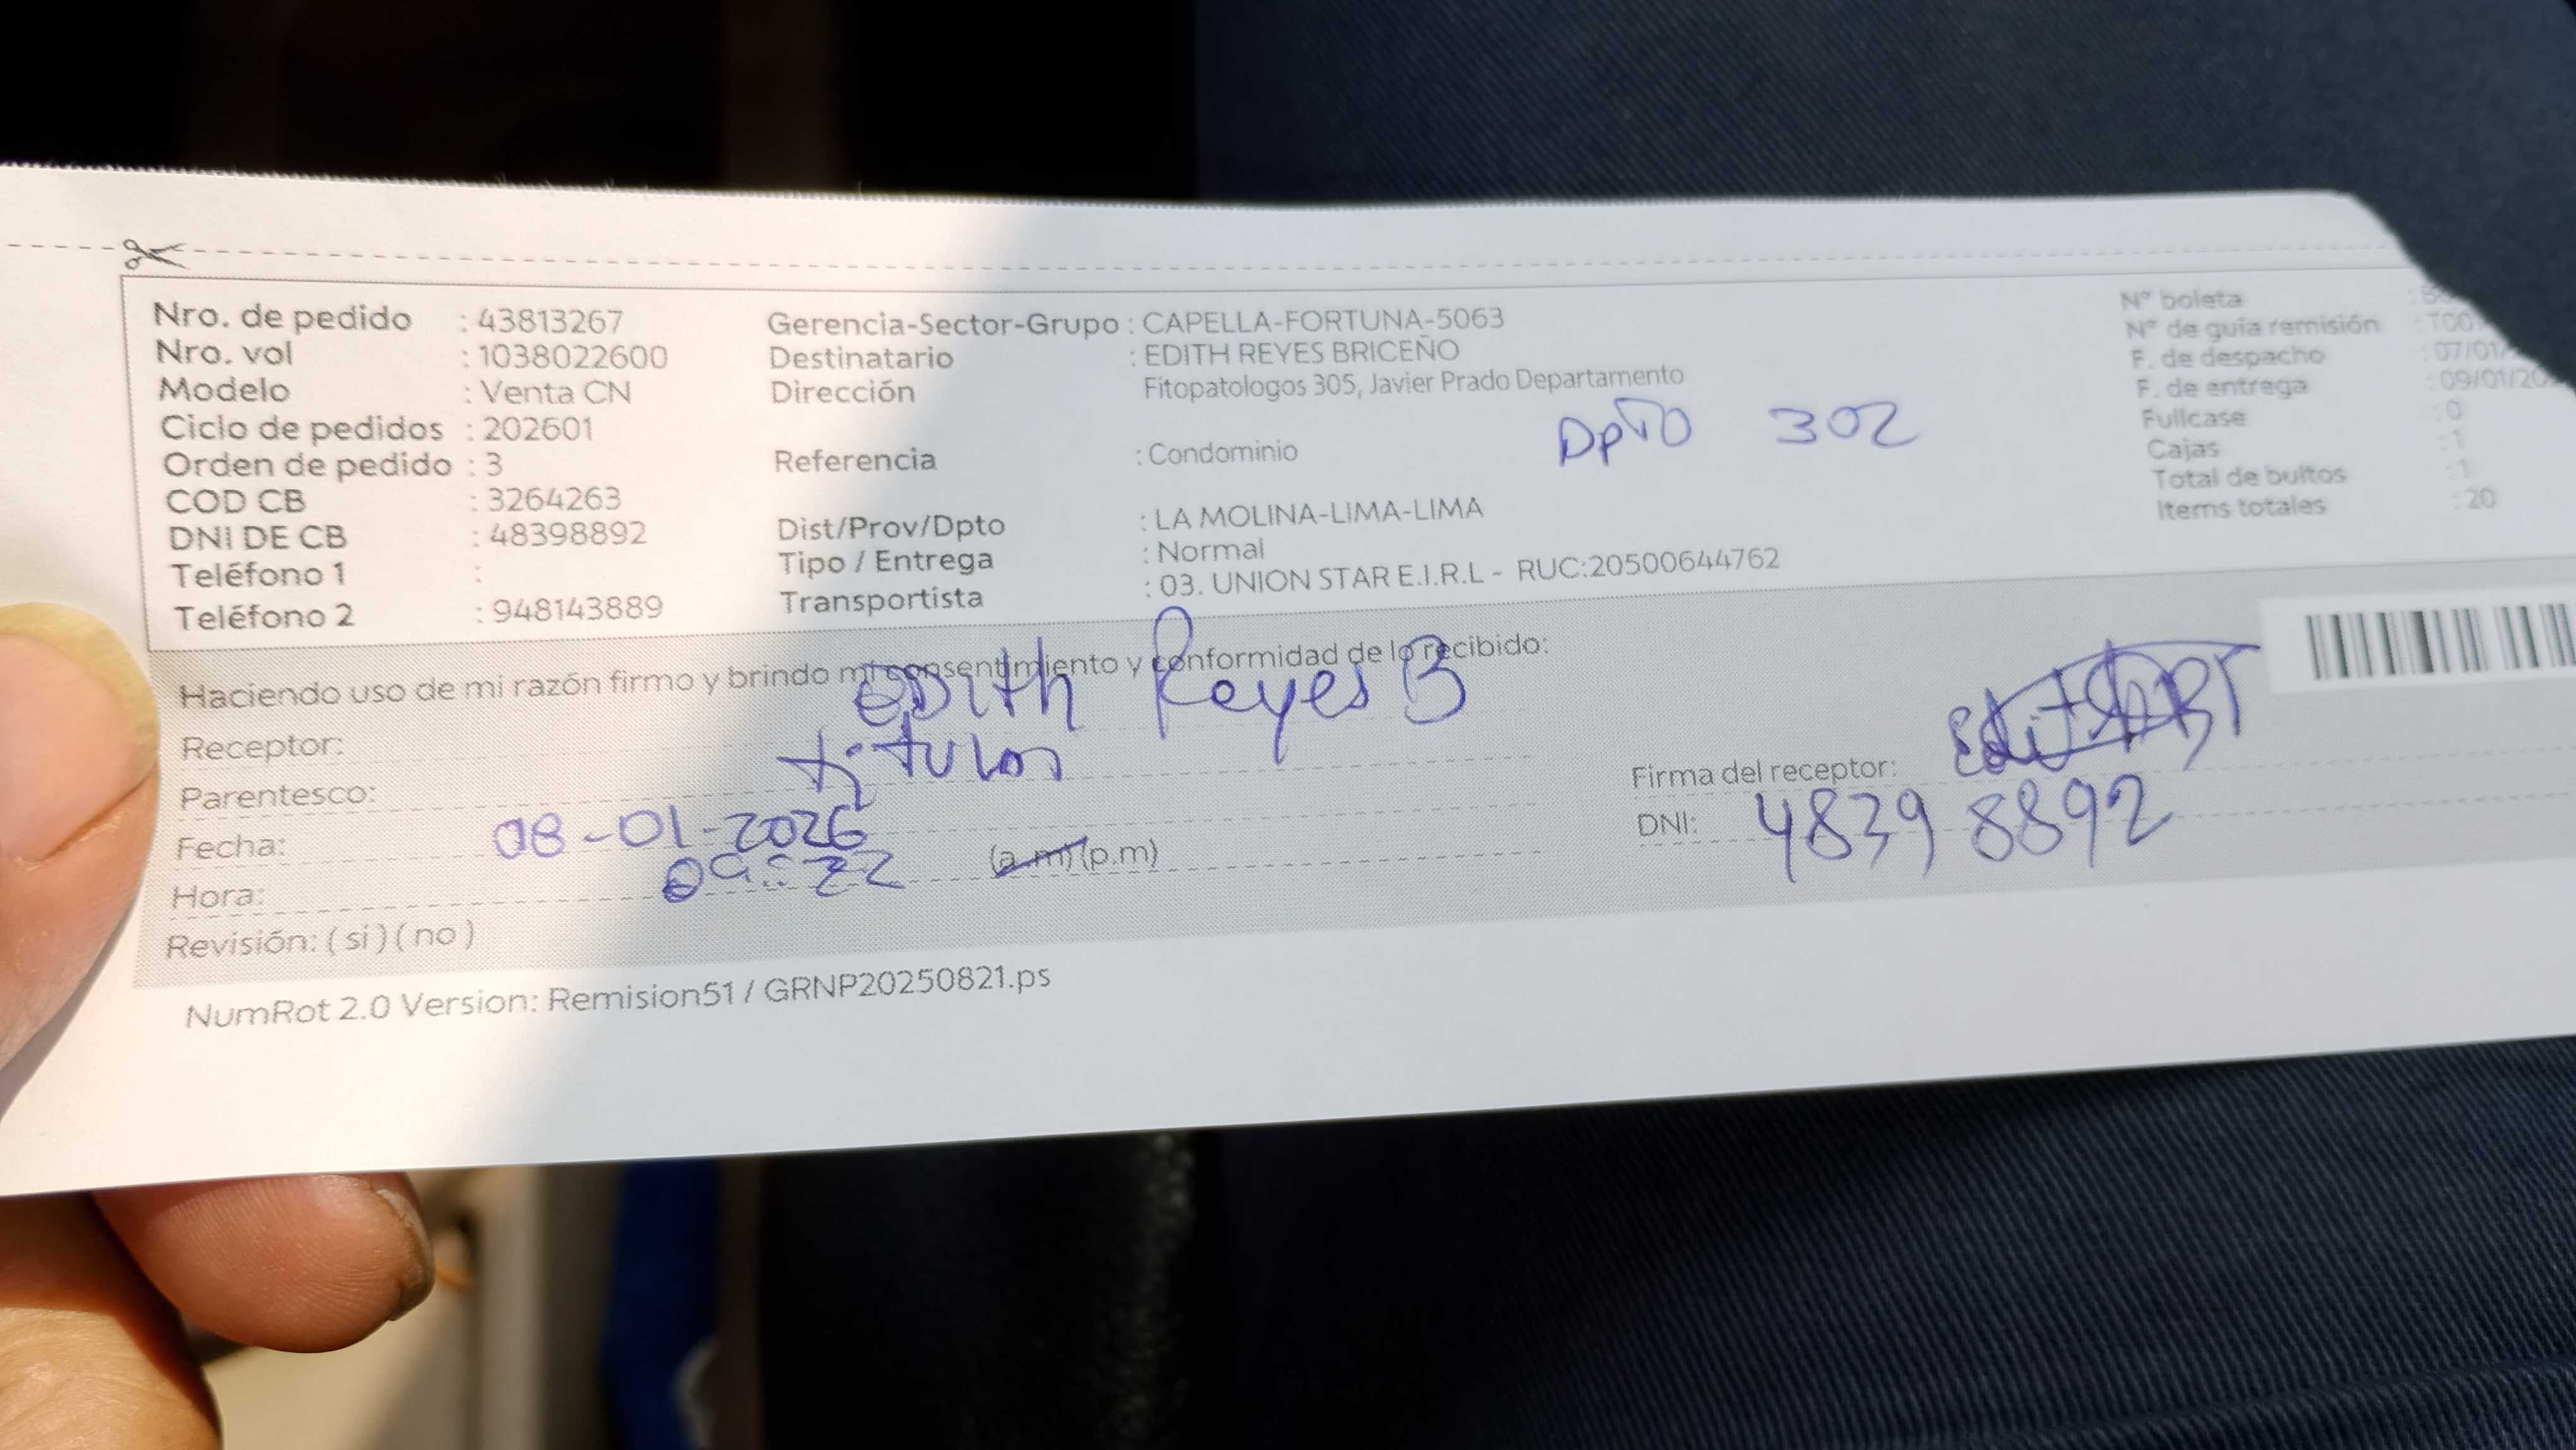 Nro. de pedido : 43813267
Nro. vol : 1038022600
Modelo : Venta CN
Ciclo de pedidos : 202601
Orden de pedido : 3
COD CB : 3264263
DNI DE CB : 48398892
Teléfono 1 :
Teléfono 2 : 948143889
Gerencia-Sector-Grupo : CAPELLA-FORTUNA-5063
Destinatario : EDITH REYES BRICEÑO
Dirección Fitopatologos 305, Javier Prado Departamento
Dpto 302
Referencia : Condominio
Dist/Prov/Dpto : LA MOLINA-LIMA-LIMA
Tipo / Entrega : Normal
Transportista : 03. UNION STAR E.I.R.L - RUC:20500644762
N° boleta :
N° de guía remisión : T00
F. de despacho : 07/01/
F. de entrega : 09/01/20
Fullcase : 0
Cajas : 1
Total de bultos : 1
Items totales : 20
Haciendo uso de mi razón firmo y brindo mi consentimiento y conformidad de lo recibido:
Receptor: EDith Reyes B
Parentesco: titular
Fecha: 08-01-2026
Hora: 09:22 (a.m) (p.m)
Revisión: ( si ) ( no )
Firma del receptor:
DNI: 48398892
NumRot 2.0 Version: Remision51 / GRNP20250821.ps